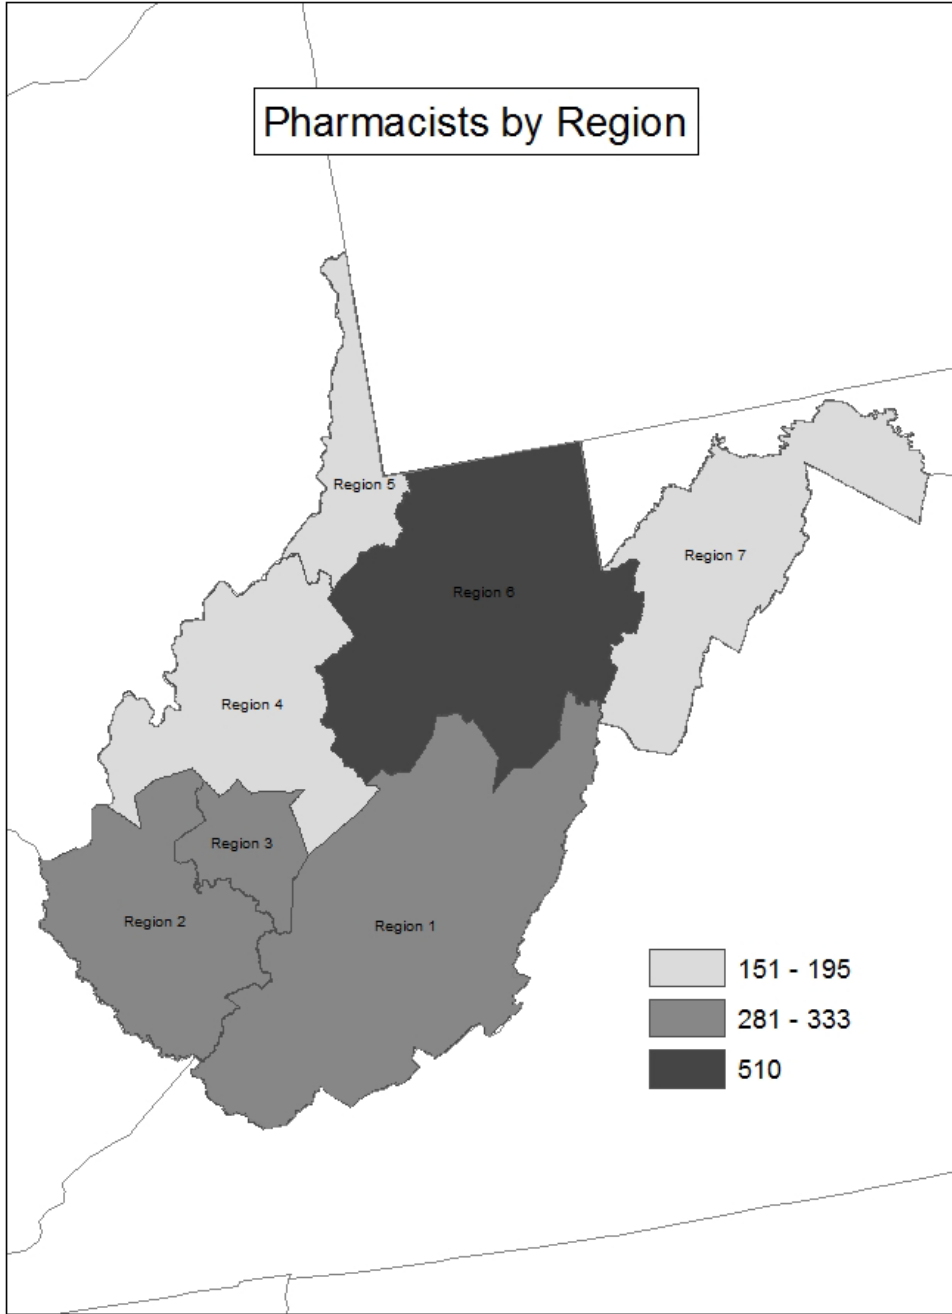 Pharmacists by Region
Region 5
Region 7
Region 6
Region 4
Region 3
Region 2
Region 1
151 - 195
281 - 333
510